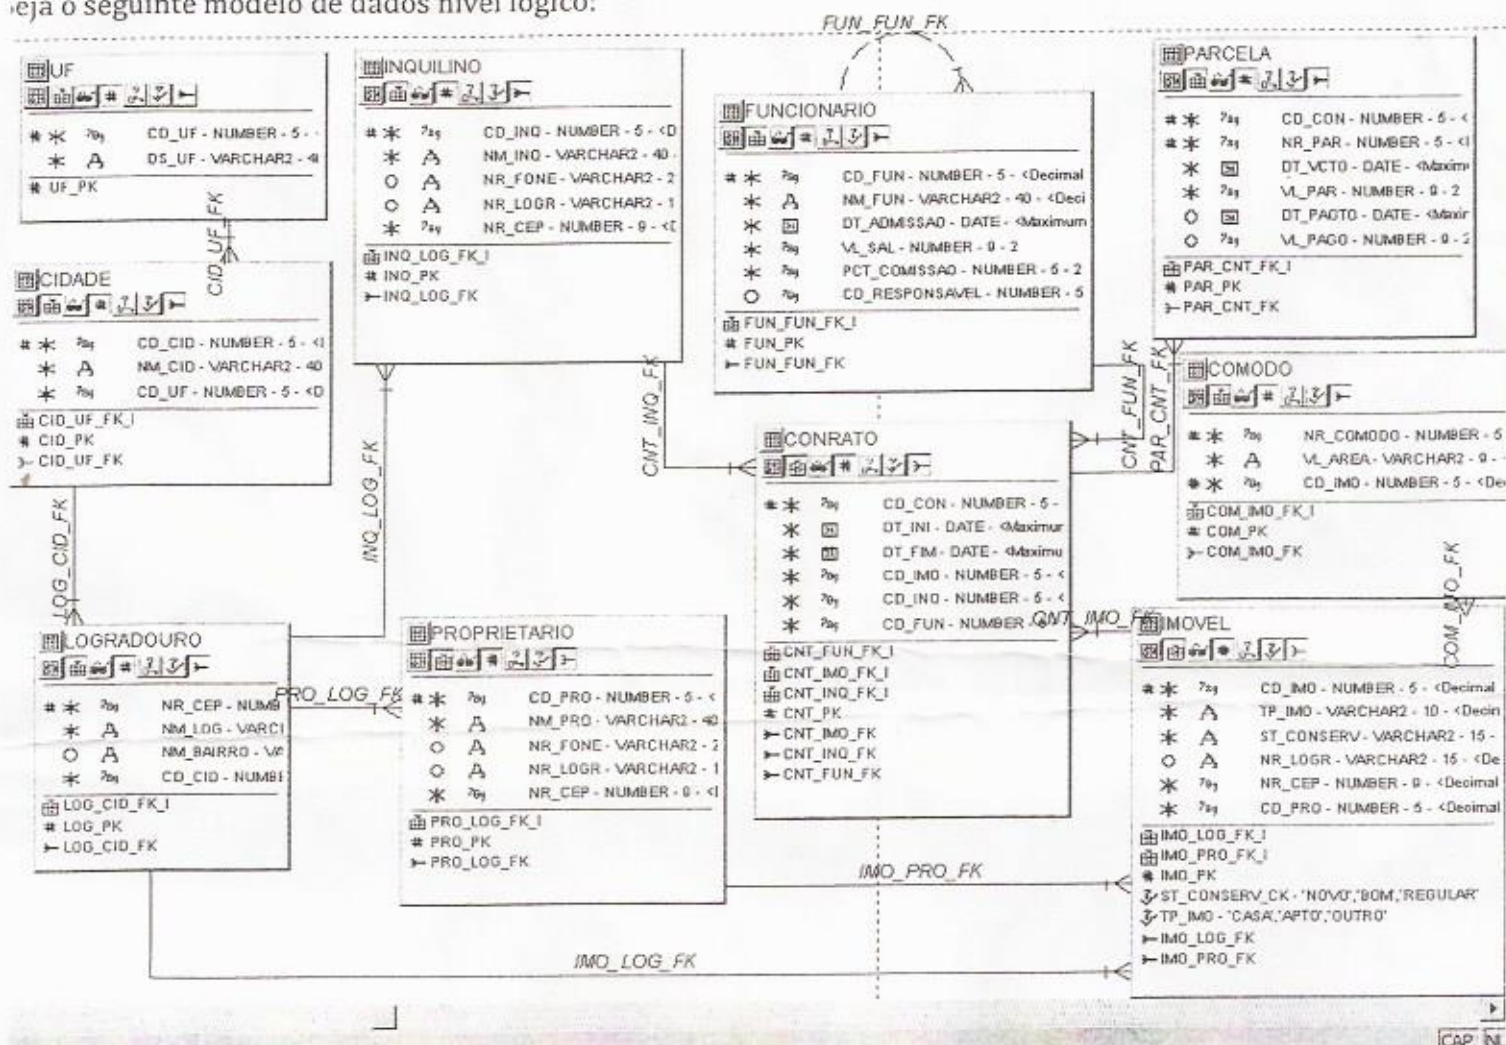 eja o seguinte modelo de dados nível lógico:
FUN_FUN_FK
UF
CD_UF - NUMBER - 5 -
DS_UF - VARCHAR2 - 4
# UF_PK
CID_UF_FK
CIDADE
CD_CID - NUMBER - 5 - <
NM_CID - VARCHAR2 - 40
CD_UF - NUMBER - 5 - <D
CID_UF_FK_I
# CID_PK
CID_UF_FK
LOG_CID_FK
INQUILINO
CD_INQ - NUMBER - 5 - <D
NM_INQ - VARCHAR2 - 40 -
NR_FONE - VARCHAR2 - 2
NR_LOGR - VARCHAR2 - 1
NR_CEP - NUMBER - 9 - <D
INQ_LOG_FK_I
# INQ_PK
INQ_LOG_FK
INQ_LOG_FK
FUNCIONARIO
CD_FUN - NUMBER - 5 - <Decimal
NM_FUN - VARCHAR2 - 40 - <Deci
DT_ADMISSAO - DATE - <Maximum
VL_SAL - NUMBER - 9 - 2
PCT_COMISSAO - NUMBER - 5 - 2
CD_RESPONSAVEL - NUMBER - 5
FUN_FUN_FK_I
# FUN_PK
FUN_FUN_FK
CNT_INQ_FK
CNT_FUN_FK
PAR_CNT_FK
PARCELA
CD_CON - NUMBER - 5 - <
NR_PAR - NUMBER - 5 - <
DT_VCTO - DATE - <Maxim
VL_PAR - NUMBER - 9 - 2
DT_PAGTO - DATE - <Maxim
VL_PAGO - NUMBER - 9 - 2
PAR_CNT_FK_I
# PAR_PK
PAR_CNT_FK
COMODO
NR_COMODO - NUMBER - 5
VL_AREA - VARCHAR2 - 9 -
CD_IMO - NUMBER - 5 - <De
COM_IMO_FK_I
# COM_PK
COM_IMO_FK
COM_IMO_FK
CONRATO
CD_CON - NUMBER - 5 -
DT_INI - DATE - <Maximum
DT_FIM - DATE - <Maximu
CD_IMO - NUMBER - 5 - <
CD_INQ - NUMBER - 5 - <
CD_FUN - NUMBER -
CNT_FUN_FK_I
CNT_IMO_FK_I
CNT_INQ_FK_I
# CNT_PK
CNT_IMO_FK
CNT_INQ_FK
CNT_FUN_FK
CNT_IMO_FK
LOGRADOURO
NR_CEP - NUMB
NM_LOG - VARC
NM_BAIRRO - VA
CD_CID - NUMBE
LOG_CID_FK_I
# LOG_PK
LOG_CID_FK
PRO_LOG_FK
PROPRIETARIO
CD_PRO - NUMBER - 5 - <
NM_PRO - VARCHAR2 - 40
NR_FONE - VARCHAR2 - 2
NR_LOGR - VARCHAR2 - 1
NR_CEP - NUMBER - 9 - <
PRO_LOG_FK_I
# PRO_PK
PRO_LOG_FK
IMOVEL
CD_IMO - NUMBER - 5 - <Decimal
TP_IMO - VARCHAR2 - 10 - <Decin
ST_CONSERV - VARCHAR2 - 15 -
NR_LOGR - VARCHAR2 - 15 - <De
NR_CEP - NUMBER - 9 - <Decimal
CD_PRO - NUMBER - 5 - <Decimal
IMO_LOG_FK_I
IMO_PRO_FK_I
# IMO_PK
ST_CONSERV_CK - 'NOVO','BOM,'REGULAR'
TP_IMO - 'CASA','APTO','OUTRO'
IMO_LOG_FK
IMO_PRO_FK
IMO_PRO_FK
IMO_LOG_FK
CAP